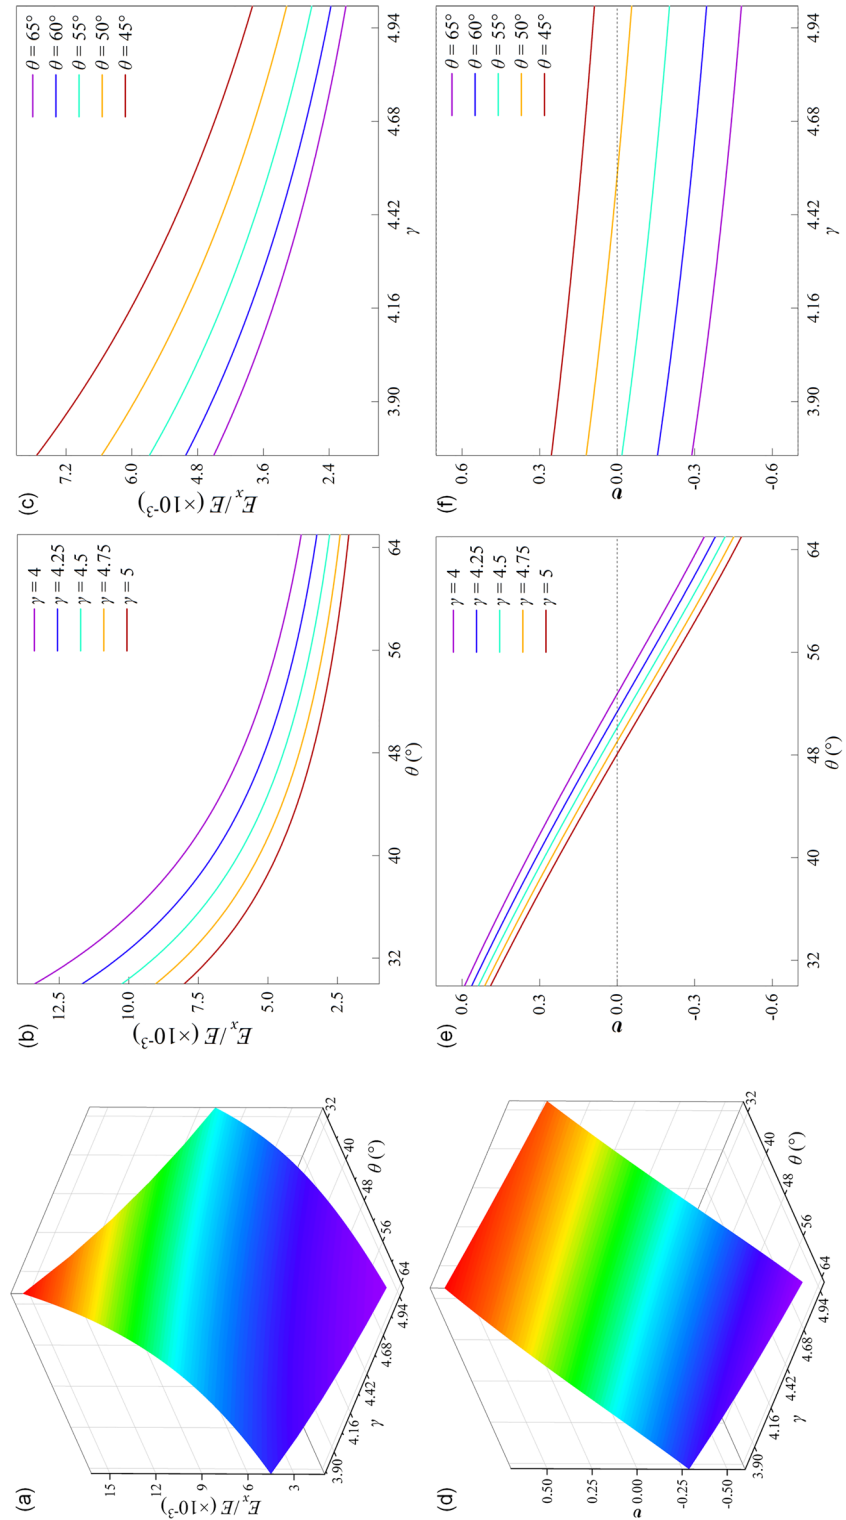 (a)
15
12
9
6
3
E_x/E (×10^-3)
3.90
4.16
4.42
4.68
4.94
γ
64
56
48
40
32
θ (°)
(b)
12.5
10.0
7.5
5.0
2.5
E_x/E (×10^-3)
γ = 4
γ = 4.25
γ = 4.5
γ = 4.75
γ = 5
32 40 48 56 64
θ (°)
(c)
7.2
6.0
4.8
3.6
2.4
E_x/E (×10^-3)
θ = 65°
θ = 60°
θ = 55°
θ = 50°
θ = 45°
3.90 4.16 4.42 4.68 4.94
γ
(d)
0.50
0.25
0.00
-0.25
-0.50
υ
3.90
4.16
4.42
4.68
4.94
γ
64
56
48
40
32
θ (°)
(e)
0.6
0.3
0.0
-0.3
-0.6
υ
γ = 4
γ = 4.25
γ = 4.5
γ = 4.75
γ = 5
32 40 48 56 64
θ (°)
(f)
0.6
0.3
0.0
-0.3
-0.6
υ
θ = 65°
θ = 60°
θ = 55°
θ = 50°
θ = 45°
3.90 4.16 4.42 4.68 4.94
γ